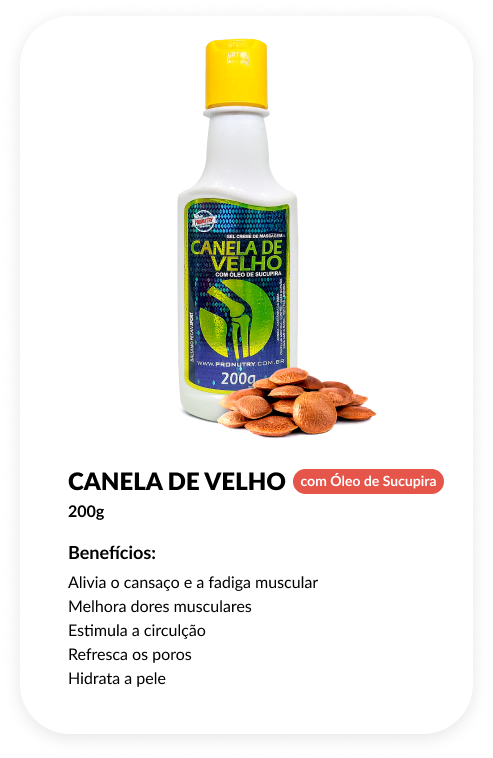 PRONUTRY
GEL CREME DE MASSAGEM
CANELA DE
VELHO
COM ÓLEO DE SUCUPIRA
WWW.PRONUTRY.COM.BR
200g
CANELA DE VELHO com Óleo de Sucupira
200g
Benefícios:
Alivia o cansaço e a fadiga muscular
Melhora dores musculares
Estimula a circulção
Refresca os poros
Hidrata a pele